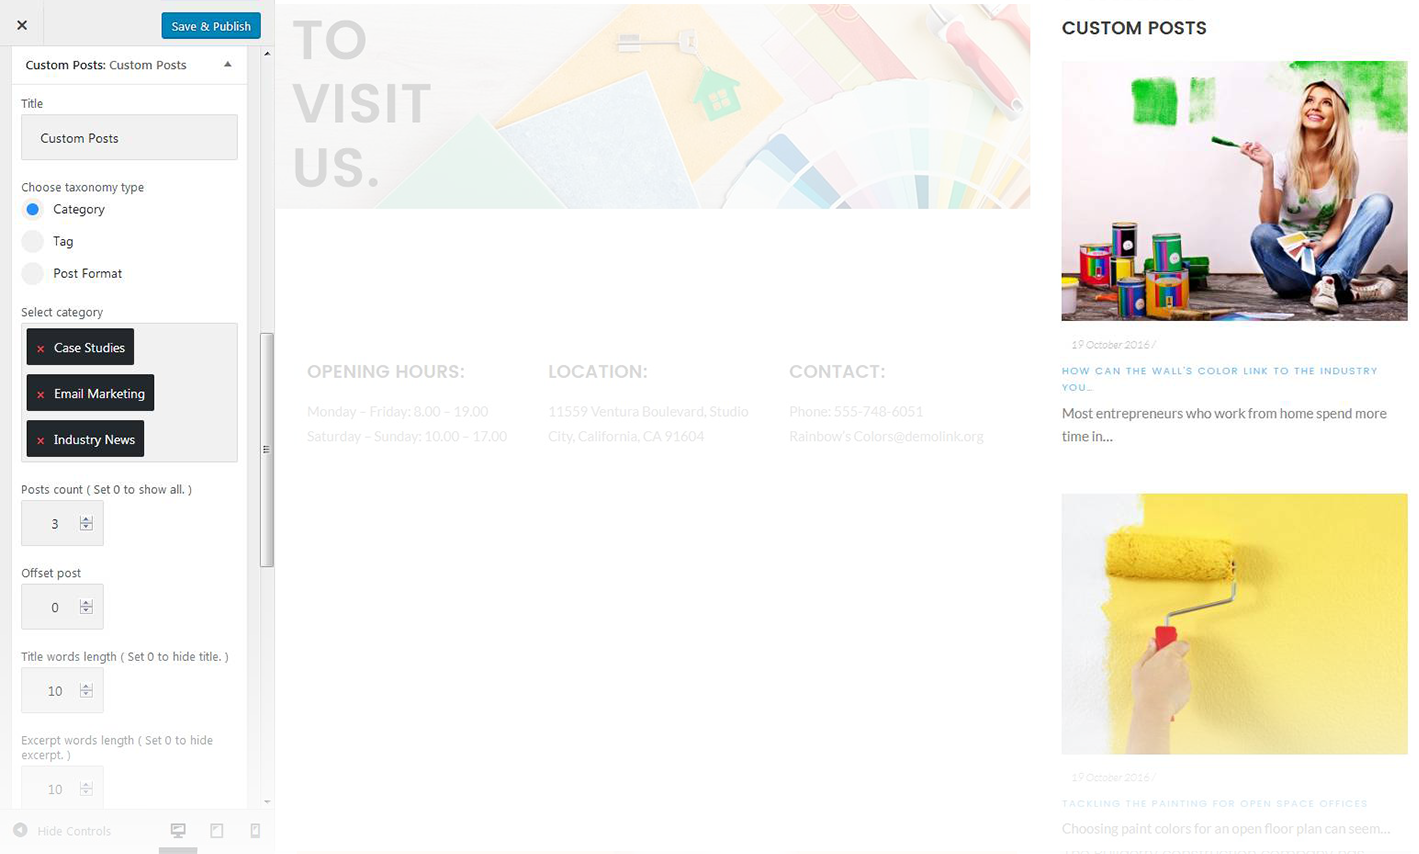 Save & Publish
Custom Posts: Custom Posts
Title
Custom Posts
Choose taxonomy type
Category
Tag
Post Format
Select category
× Case Studies
× Email Marketing
× Industry News
Posts count ( Set 0 to show all. )
3
Offset post
0
Title words length ( Set 0 to hide title. )
10
Excerpt words length ( Set 0 to hide
excerpt. )
10
Hide Controls
TO
VISIT
US.
OPENING HOURS:
Monday – Friday: 8.00 – 19.00
Saturday – Sunday: 10.00 – 17.00
LOCATION:
11559 Ventura Boulevard, Studio
City, California, CA 91604
CONTACT:
Phone: 555-748-6051
Rainbow's Colors@demolink.org
CUSTOM POSTS
19 October 2016 /
HOW CAN THE WALL'S COLOR LINK TO THE INDUSTRY
YOU...
Most entrepreneurs who work from home spend more
time in...
19 October 2016 /
TACKLING THE PAINTING FOR OPEN SPACE OFFICES
Choosing paint colors for an open floor plan can seem...